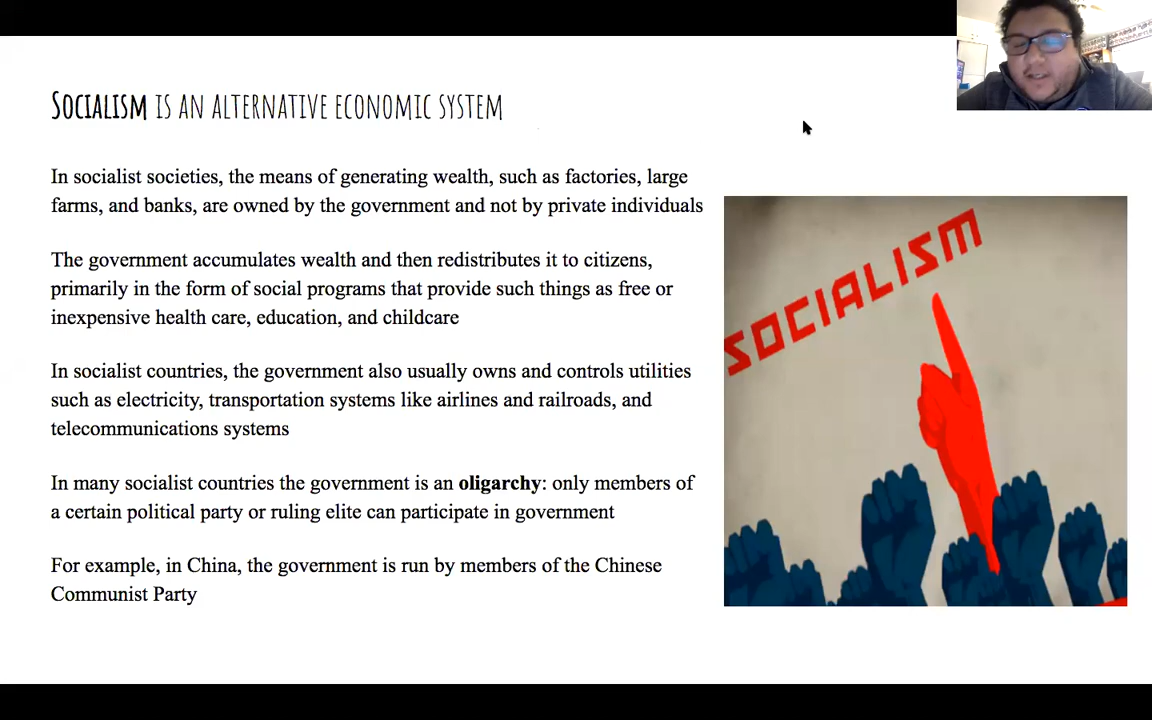 Socialism is an alternative economic system
In socialist societies, the means of generating wealth, such as factories, large
farms, and banks, are owned by the government and not by private individuals
The government accumulates wealth and then redistributes it to citizens,
primarily in the form of social programs that provide such things as free or
inexpensive health care, education, and childcare
In socialist countries, the government also usually owns and controls utilities
such as electricity, transportation systems like airlines and railroads, and
telecommunications systems
In many socialist countries the government is an oligarchy: only members of
a certain political party or ruling elite can participate in government
For example, in China, the government is run by members of the Chinese
Communist Party
SOCIALISM